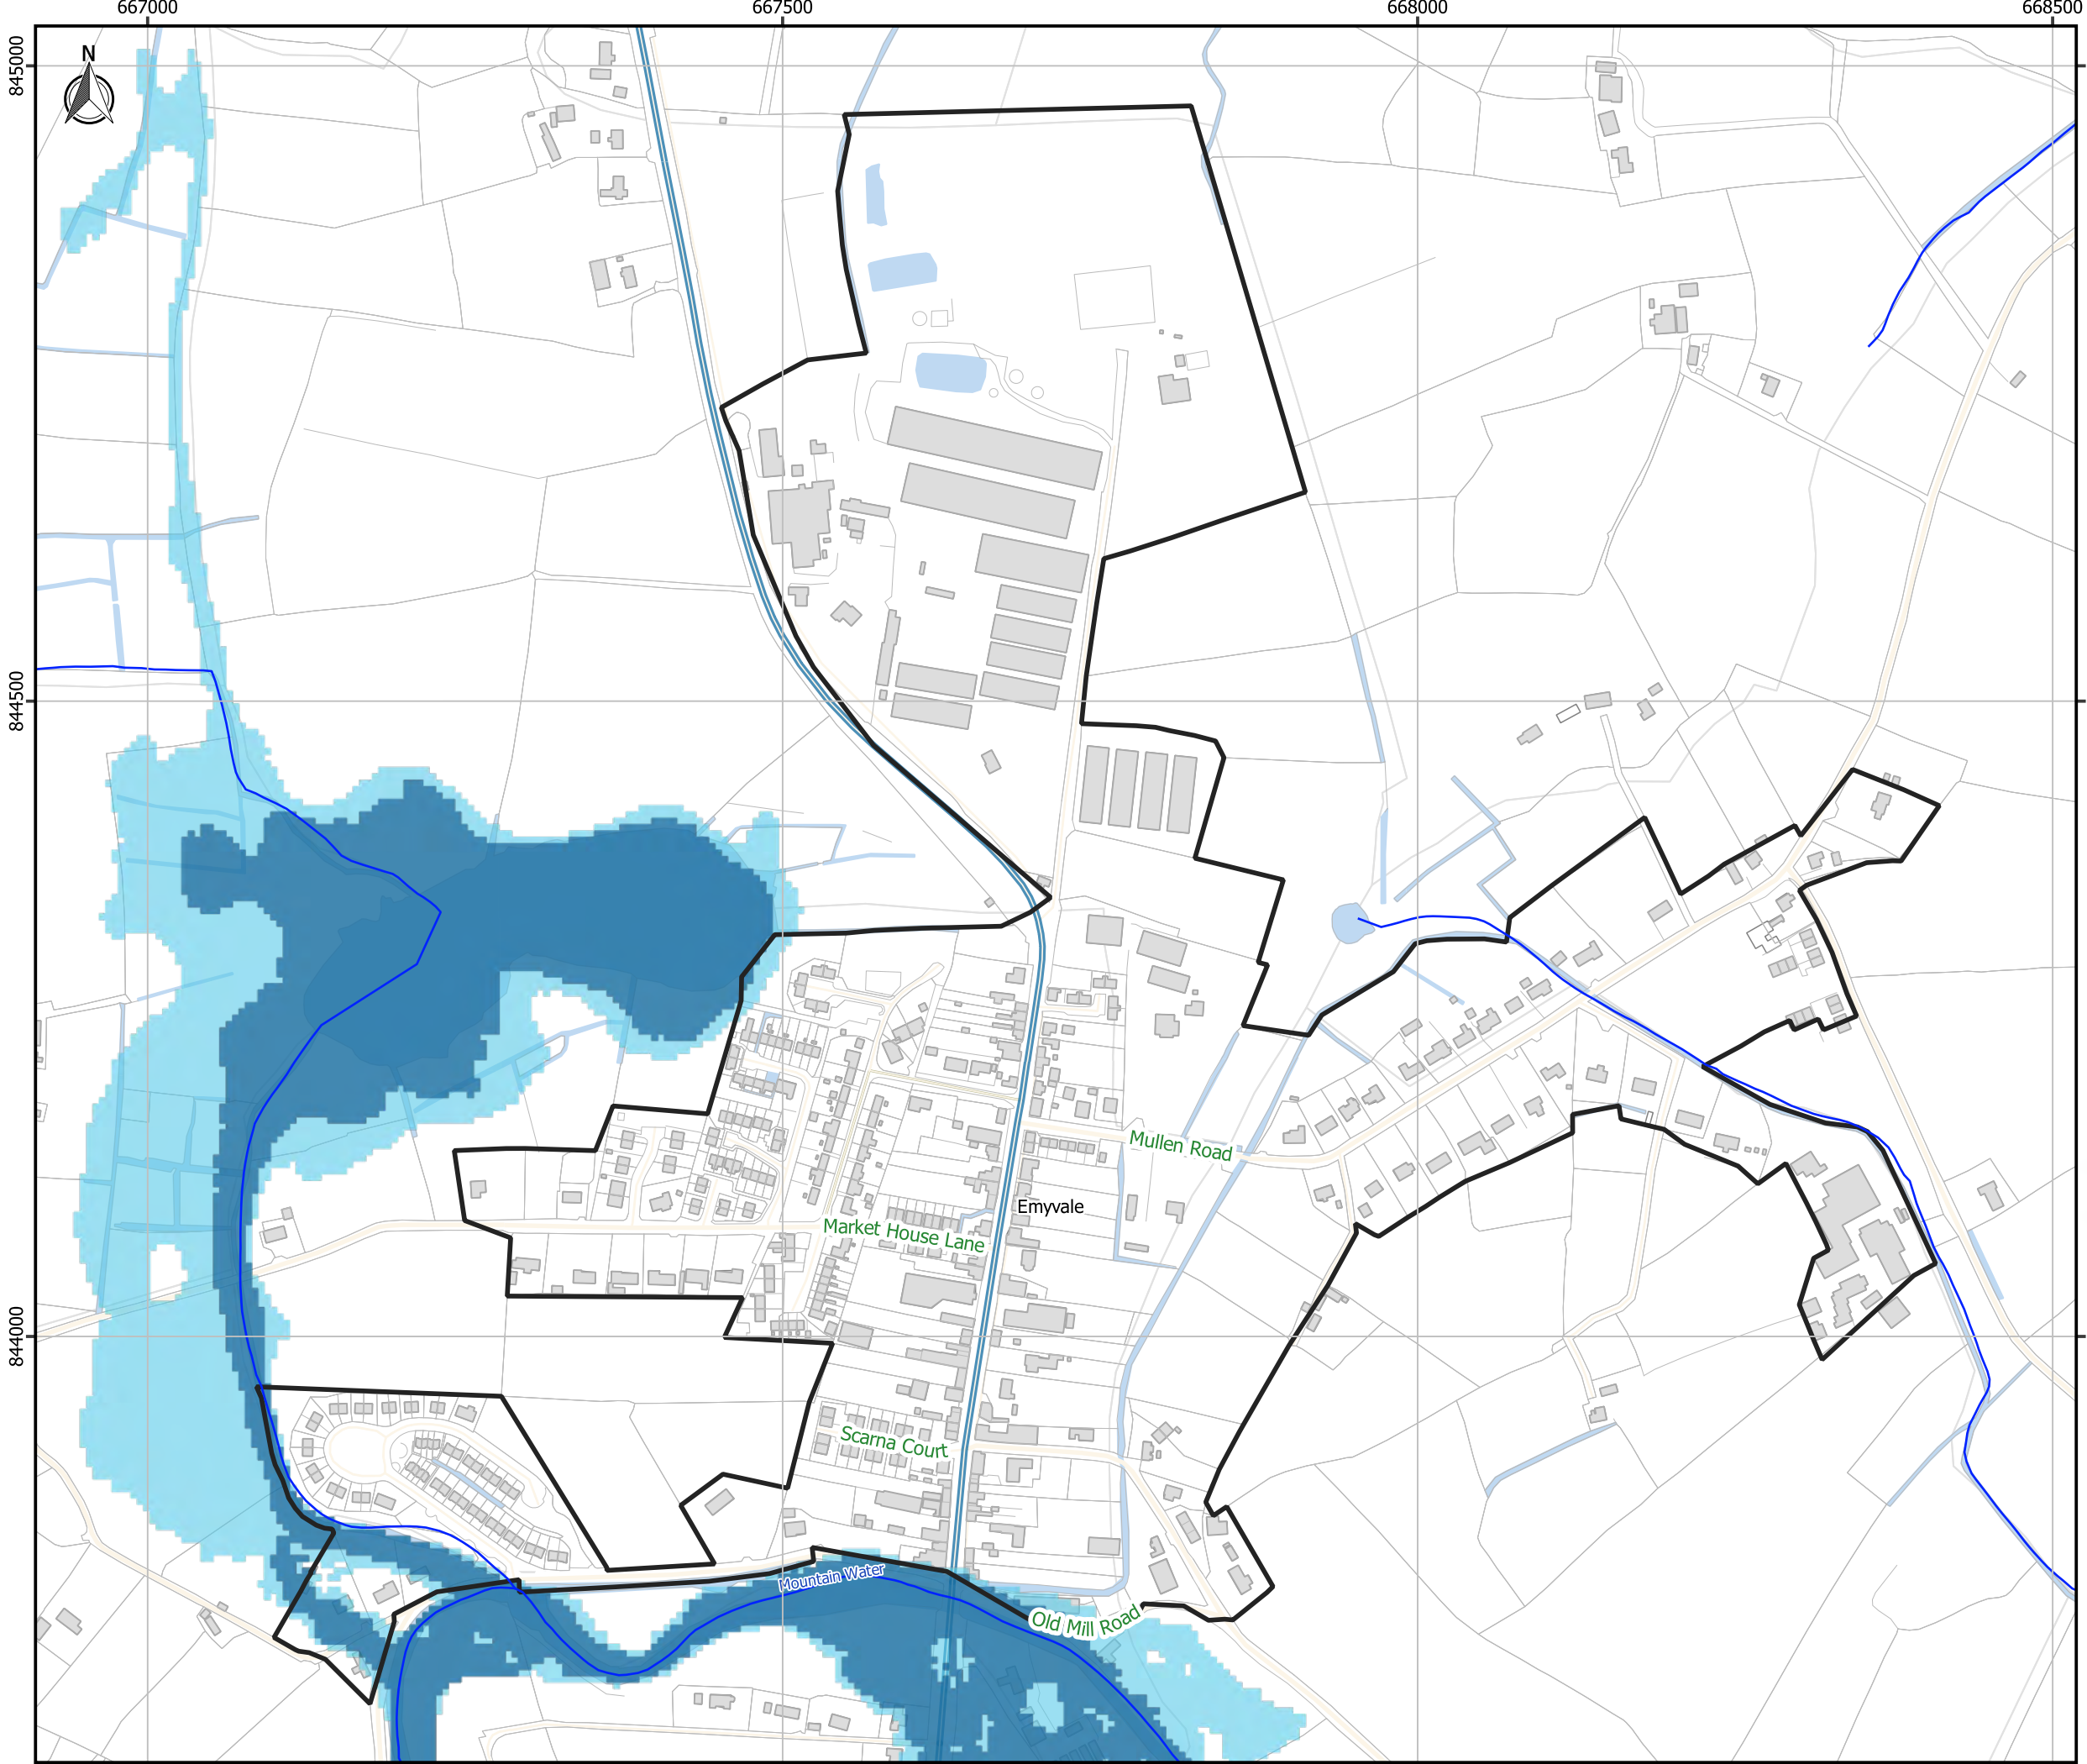 667000
667500
668000
668500
845000
N
844500
Mullen Road
Emyvale
Market House Lane
844000
Scarna Court
Mountain Water
Old Mill Road